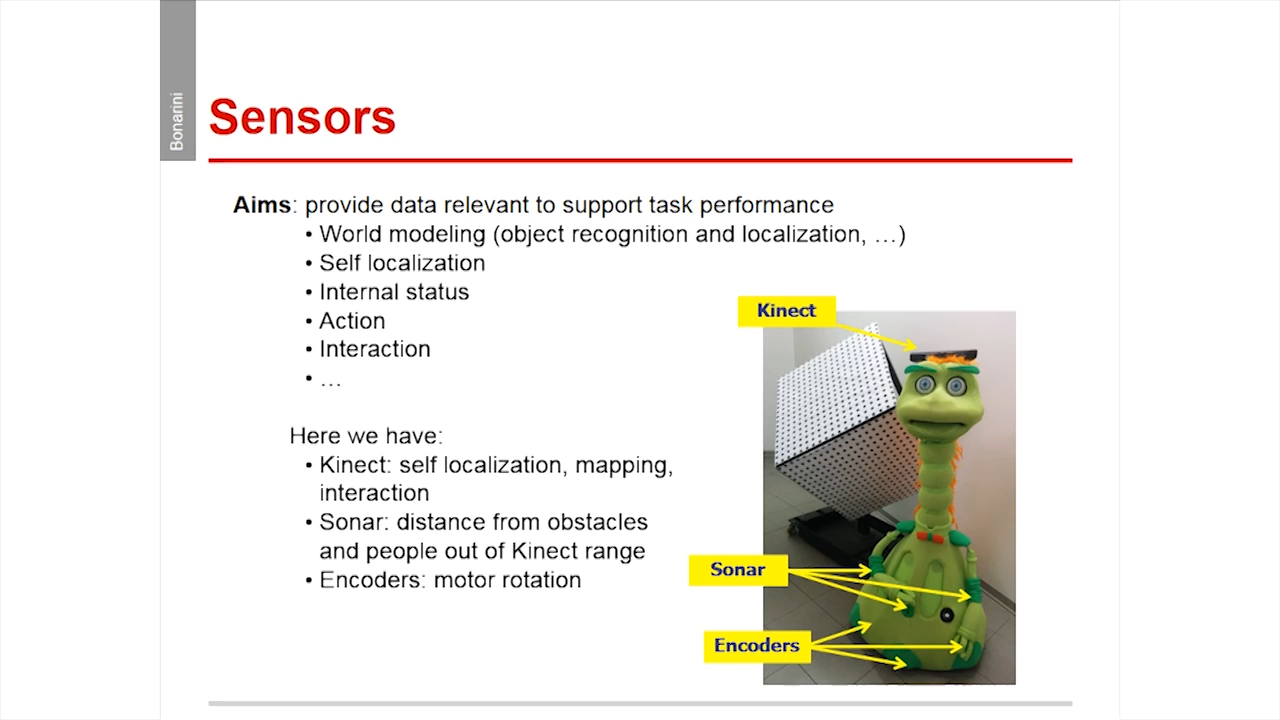 Bonarini
Sensors
Aims: provide data relevant to support task performance
• World modeling (object recognition and localization, …)
• Self localization
• Internal status
• Action
• Interaction
• …
Here we have:
• Kinect: self localization, mapping,
interaction
• Sonar: distance from obstacles
and people out of Kinect range
• Encoders: motor rotation
Kinect
Sonar
Encoders